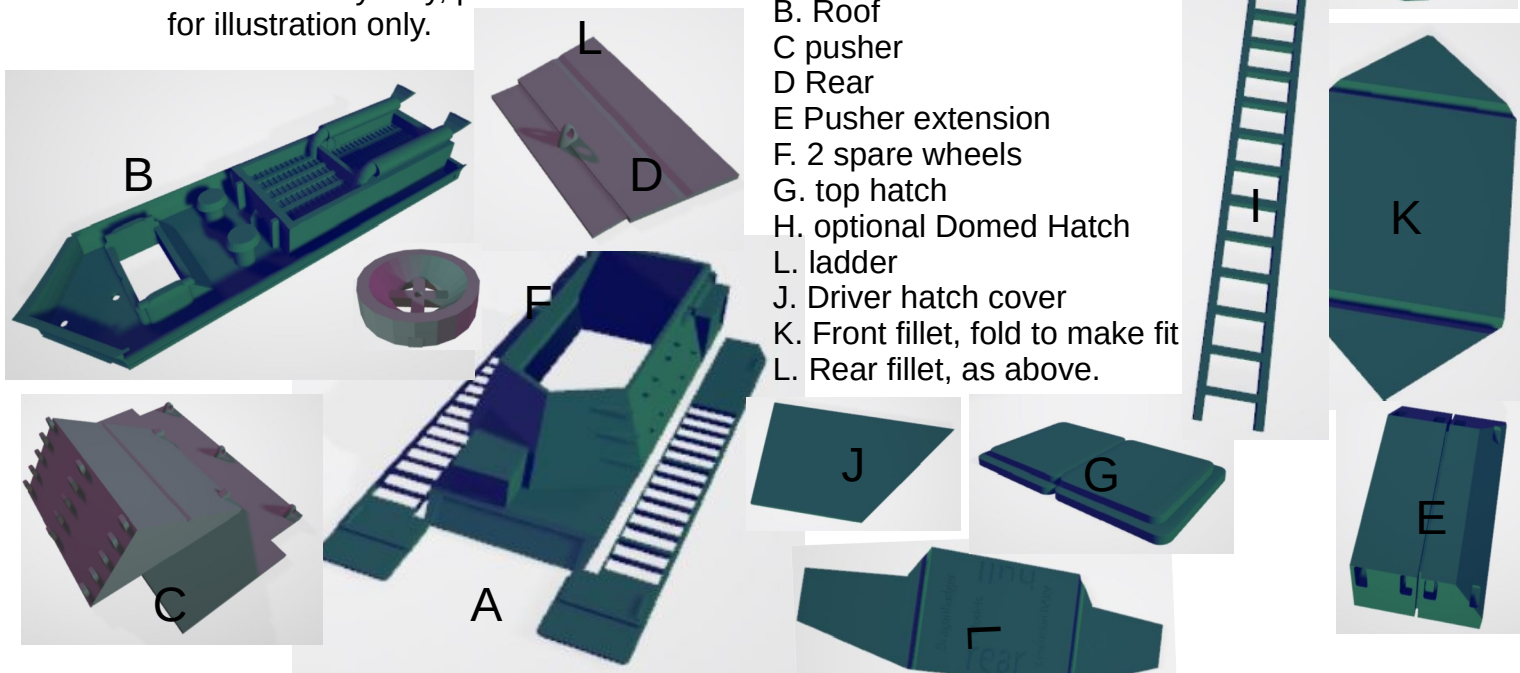 for illustration only.
B. Roof
C pusher
D Rear
E Pusher extension
F. 2 spare wheels
G. top hatch
H. optional Domed Hatch
L. ladder
J. Driver hatch cover
K. Front fillet, fold to make fit
L. Rear fillet, as above.
L
B
D
I
K
F
J
G
E
C
A
L
rear